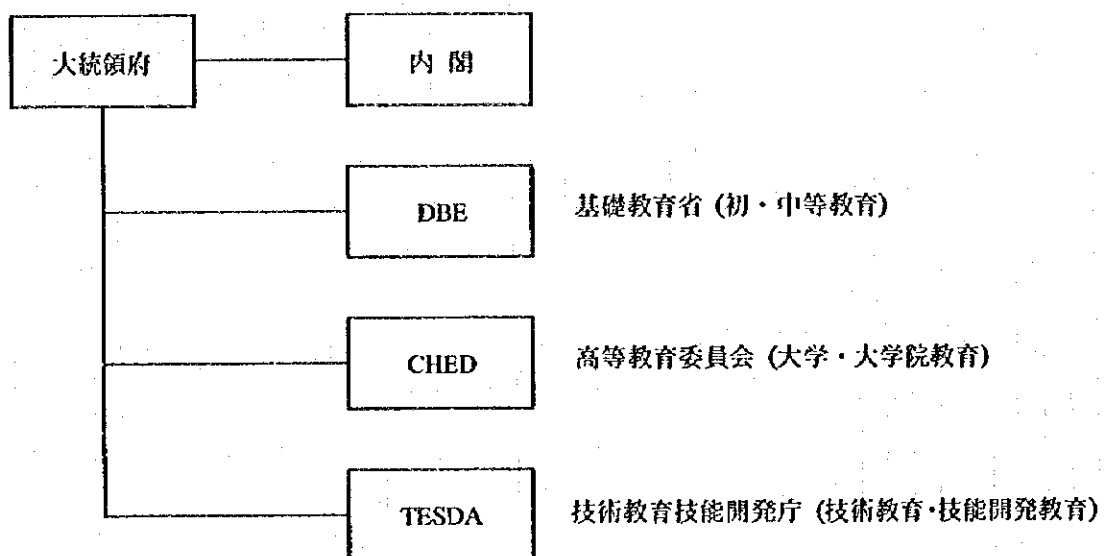 大統領府
内閣
DBE
基礎教育省 (初・中等教育)
CHED
高等教育委員会 (大学・大学院教育)
TESDA
技術教育技能開発庁 (技術教育・技能開発教育)